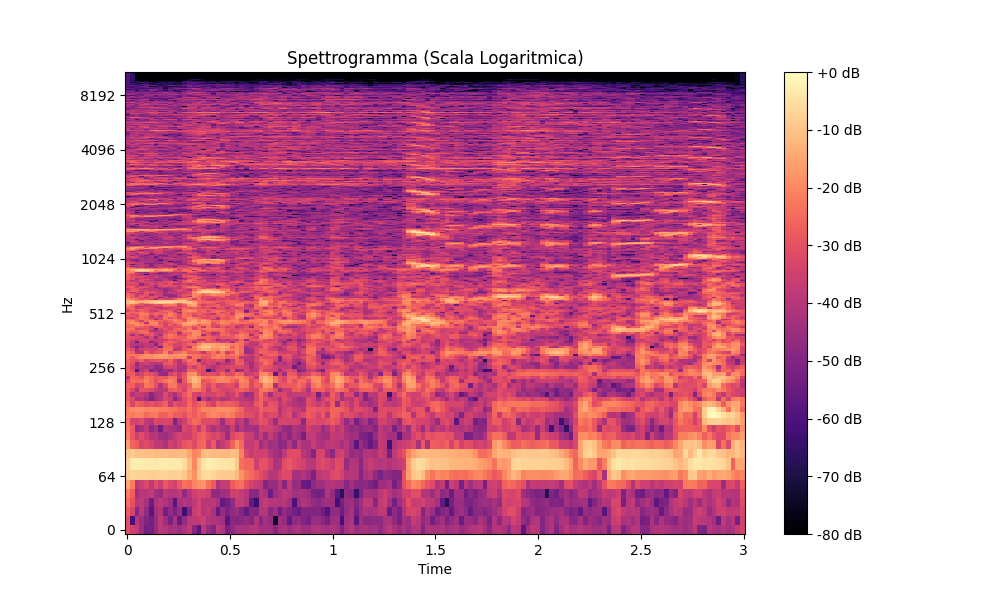 Spettrogramma (Scala Logaritmica)
Hz
8192
4096
2048
1024
512
256
128
64
0
0 0.5 1 1.5 2 2.5 3
Time
+0 dB
-10 dB
-20 dB
-30 dB
-40 dB
-50 dB
-60 dB
-70 dB
-80 dB